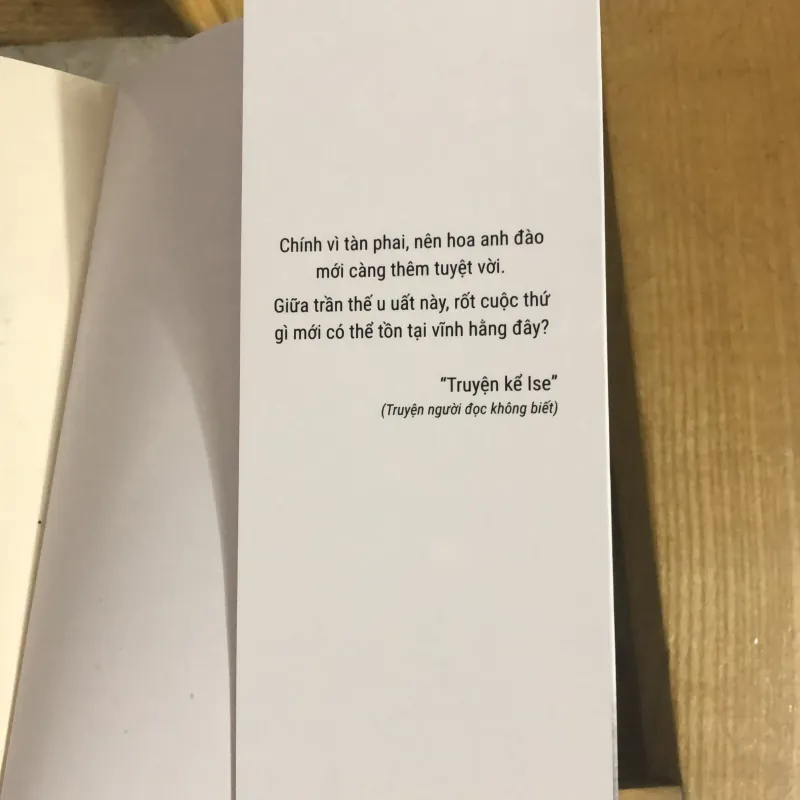 Chính vì tàn phai, nên hoa anh đào
mới càng thêm tuyệt vời.
Giữa trần thế u uất này, rốt cuộc thứ
gì mới có thể tồn tại vĩnh hằng đây?
“Truyện kể Ise”
(Truyện người đọc không biết)